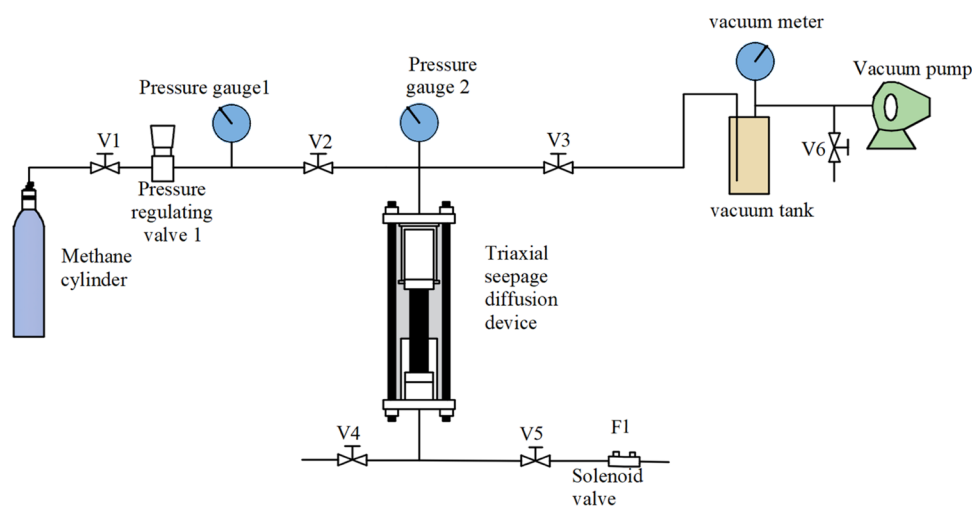 vacuum meter
Pressure
gauge 2
Vacuum pump
Pressure gauge1
V1
V2
V3
V6
Pressure
regulating
valve 1
vacuum tank
Methane
cylinder
Triaxial
seepage
diffusion
device
V4
V5
F1
Solenoid
valve